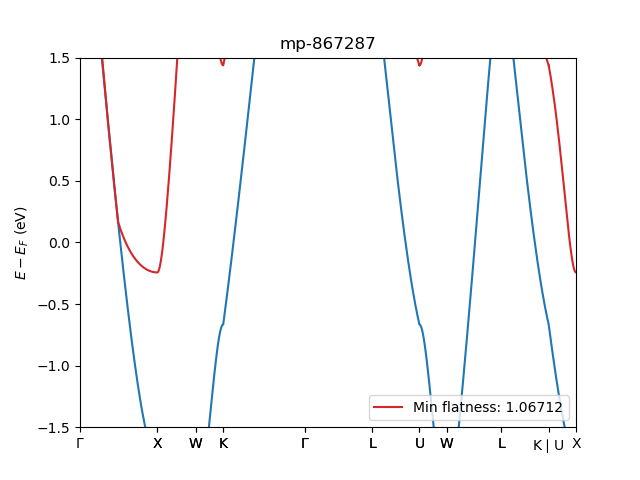 mp-867287
1.5
1.0
0.5
0.0
−0.5
−1.0
−1.5
E − E_F (eV)
Min flatness: 1.06712
Γ X W K Γ L U W L K | U X